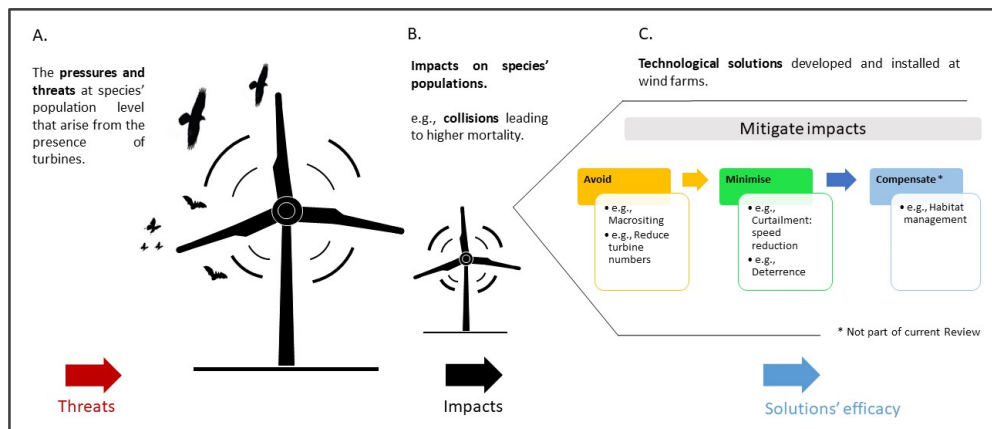 A.
The pressures and
threats at species’
population level
that arise from the
presence of
turbines.
B.
Impacts on species’
populations.
e.g., collisions leading
to higher mortality.
C.
Technological solutions developed and installed at
wind farms.
Mitigate impacts
Avoid
• e.g.,
Macrositing
• e.g., Reduce
turbine
numbers
Minimise
• e.g.,
Curtailment:
speed
reduction
• e.g.,
Deterrence
Compensate *
• e.g., Habitat
management
* Not part of current Review
Threats
Impacts
Solutions’ efficacy